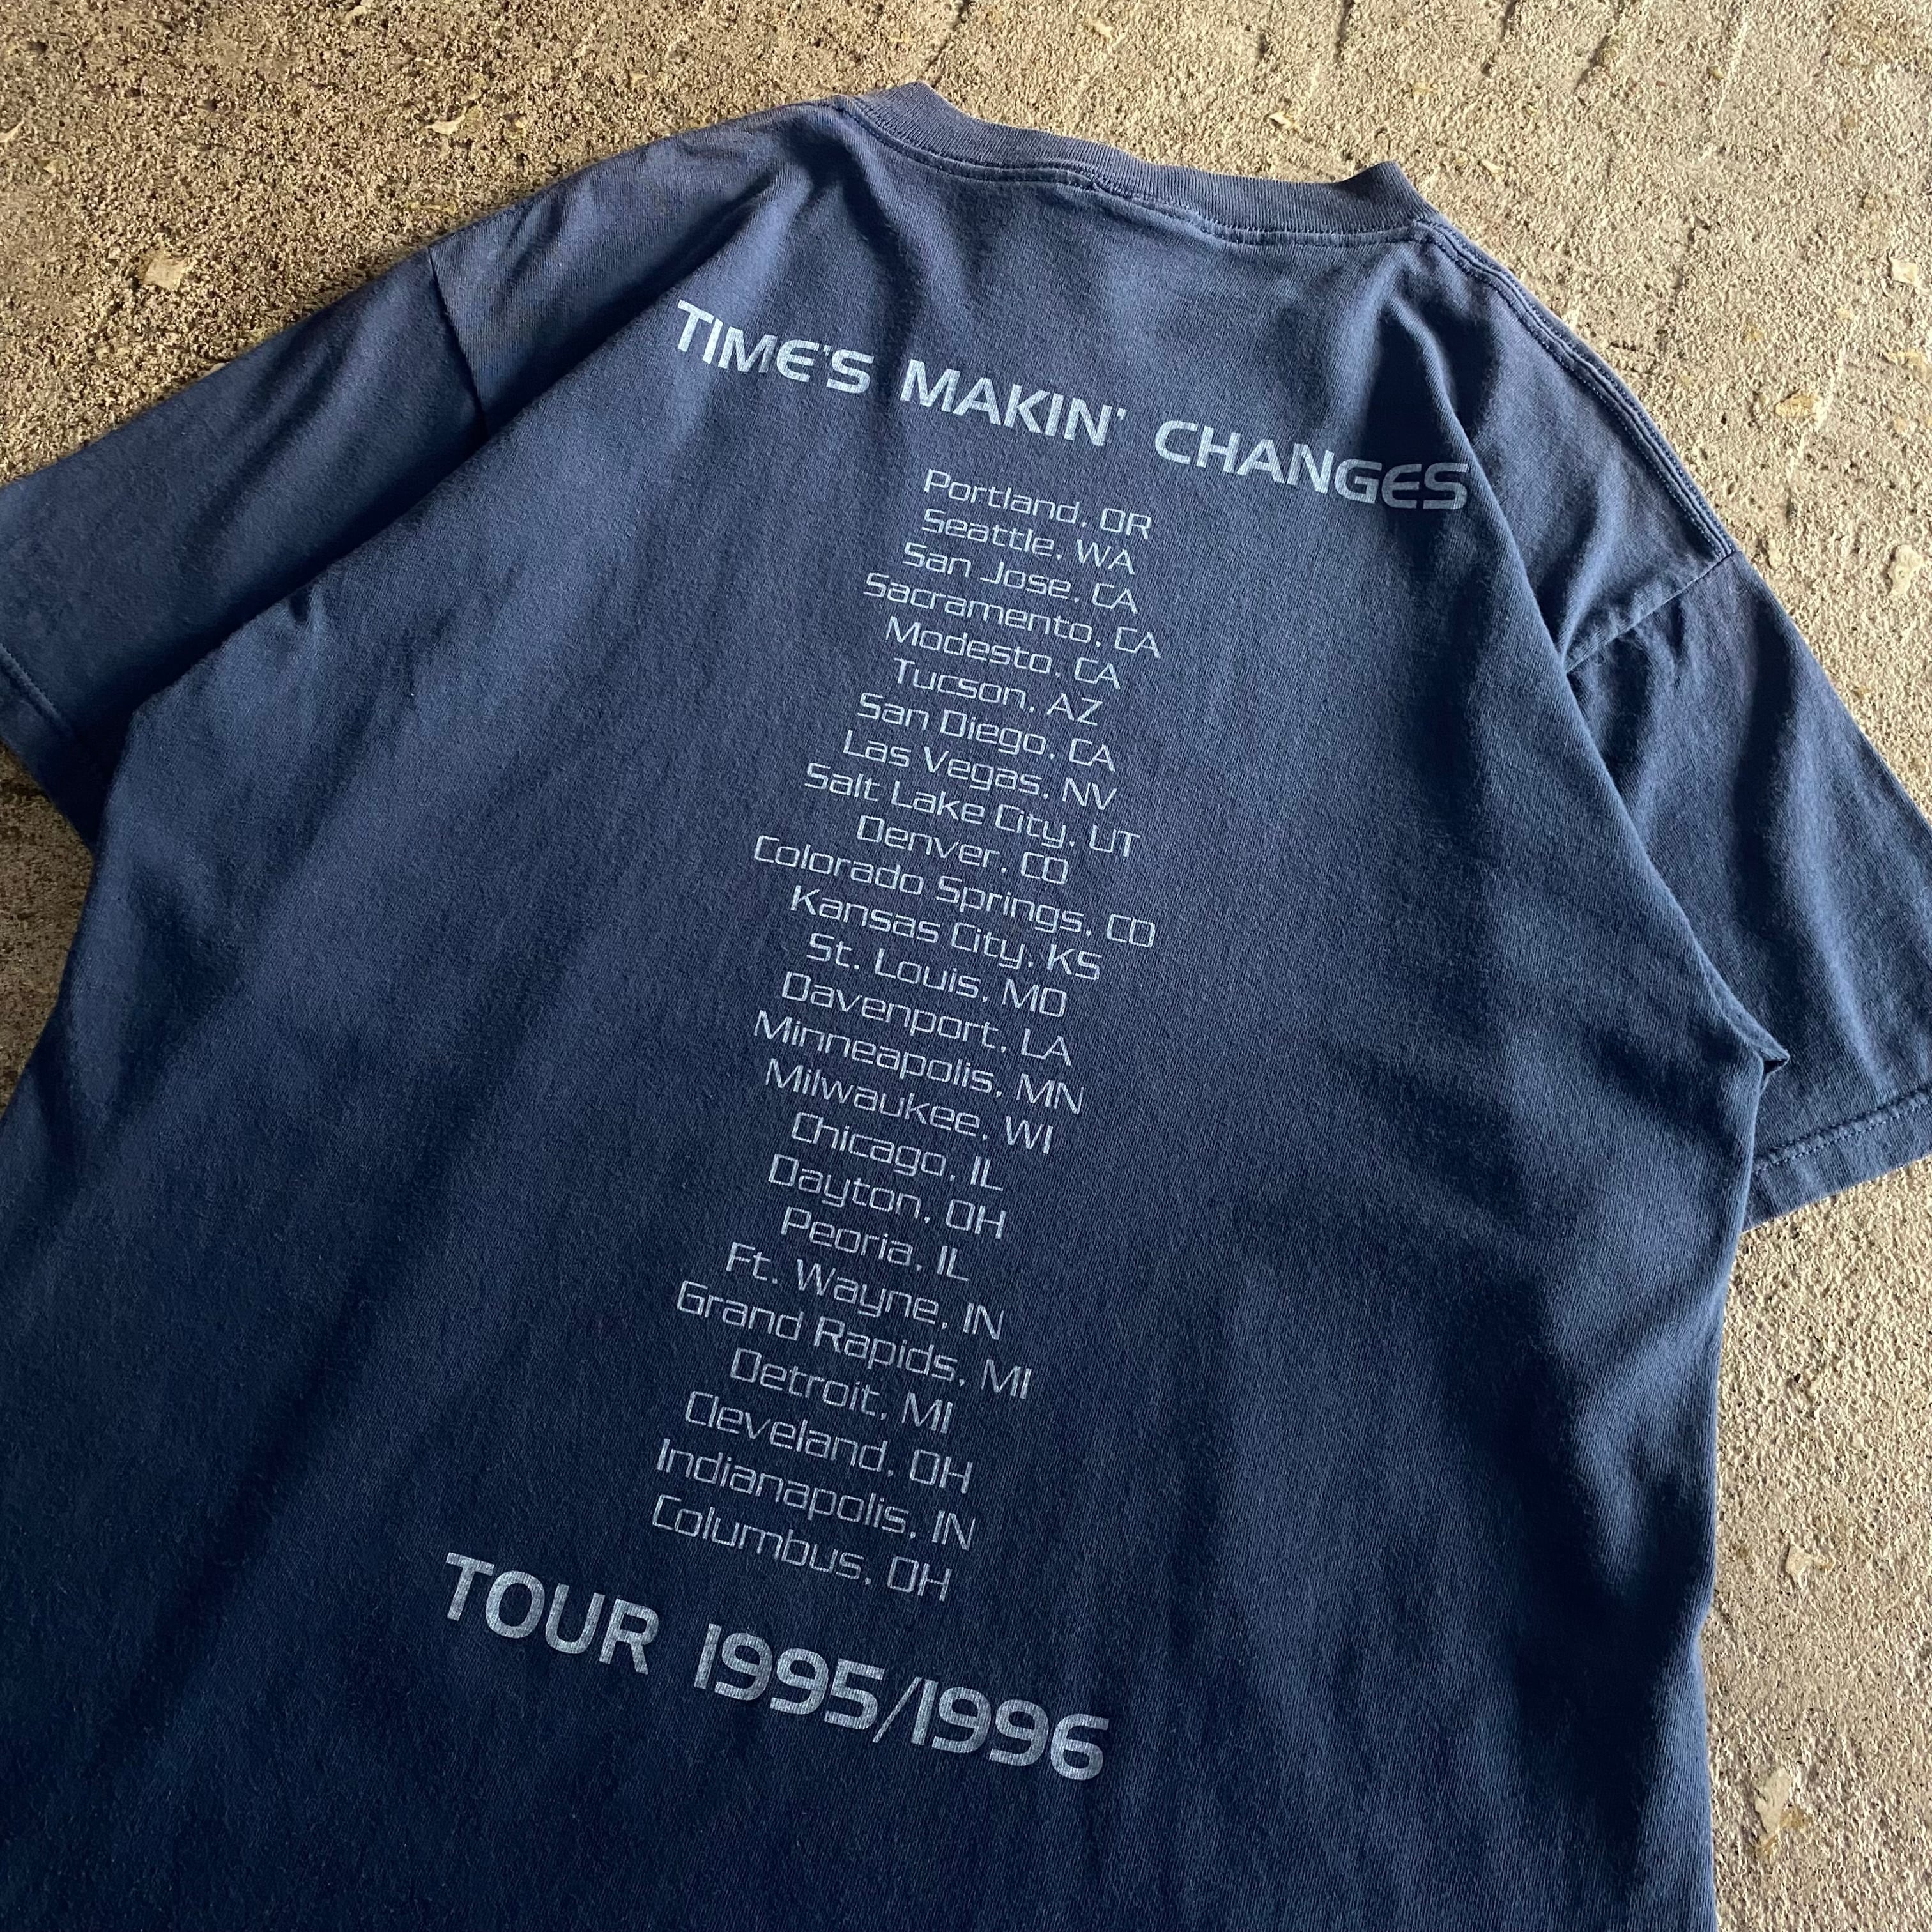 TIME'S MAKIN' CHANGES
Portland, OR
Seattle, WA
San Jose, CA
Sacramento, CA
Modesto, CA
Tucson, AZ
San Diego, CA
Las Vegas, NV
Salt Lake City, UT
Denver, CO
Colorado Springs, CO
Kansas City, KS
St. Louis, MO
Davenport, LA
Minneapolis, MN
Milwaukee, WI
Chicago, IL
Dayton, OH
Peoria, IL
Ft. Wayne, IN
Grand Rapids, MI
Detroit, MI
Cleveland, OH
Indianapolis, IN
Columbus, OH
TOUR 1995/1996